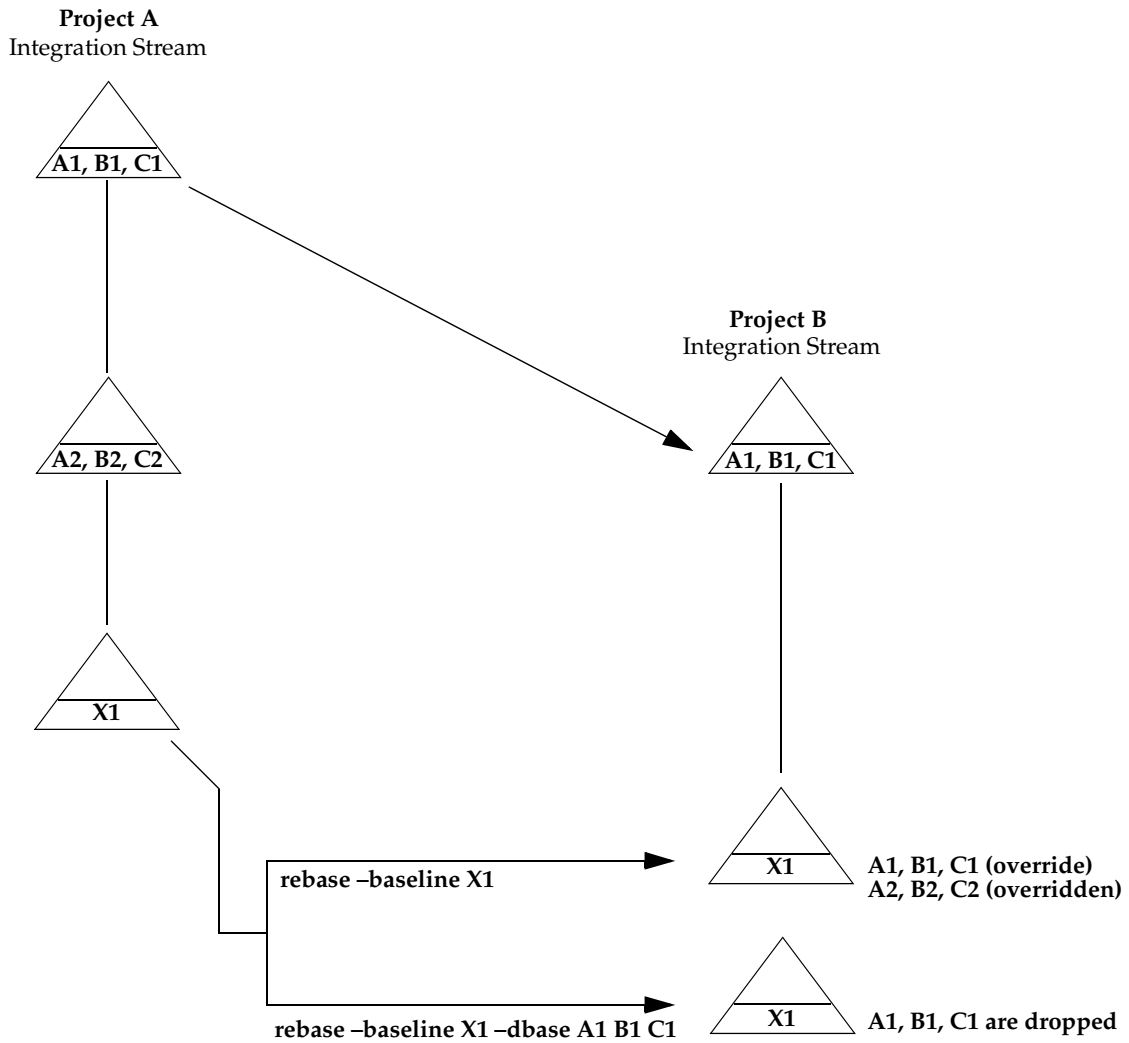 Project A
Integration Stream
A1, B1, C1
Project B
Integration Stream
A2, B2, C2
A1, B1, C1
X1
rebase –baseline X1
X1
A1, B1, C1 (override)
A2, B2, C2 (overridden)
rebase –baseline X1 –dbase A1 B1 C1
X1
A1, B1, C1 are dropped